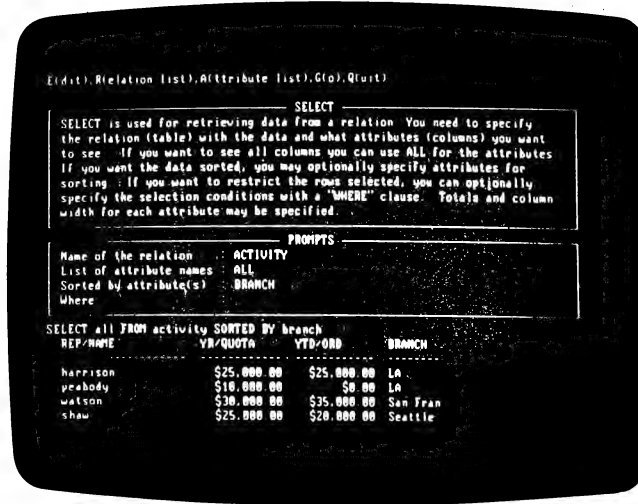 E(dit),R(elation list),A(ttribute list),G(o),Q(uit)
SELECT
SELECT is used for retrieving data from a relation You need to specify
the relation (table) with the data and what attributes (columns) you want
to see If you want to see all columns you can use ALL for the attributes
If you want the data sorted, you may optionally specify attributes for
sorting If you want to restrict the rows selected, you can optionally
specify the selection conditions with a "WHERE" clause. Totals and column
width for each attribute may be specified.
PROMPTS
Name of the relation : ACTIVITY
List of attribute names : ALL
Sorted by attribute(s) : BRANCH
Where
SELECT all FROM activity SORTED BY branch
REP/NAME YR/QUOTA YTD/ORD BRANCH
harrison $25,000.00 $25,000.00 LA
peabody $10,000.00 $0.00 LA
watson $30,000.00 $35,000.00 San Fran
shaw $25,000.00 $20,000.00 Seattle